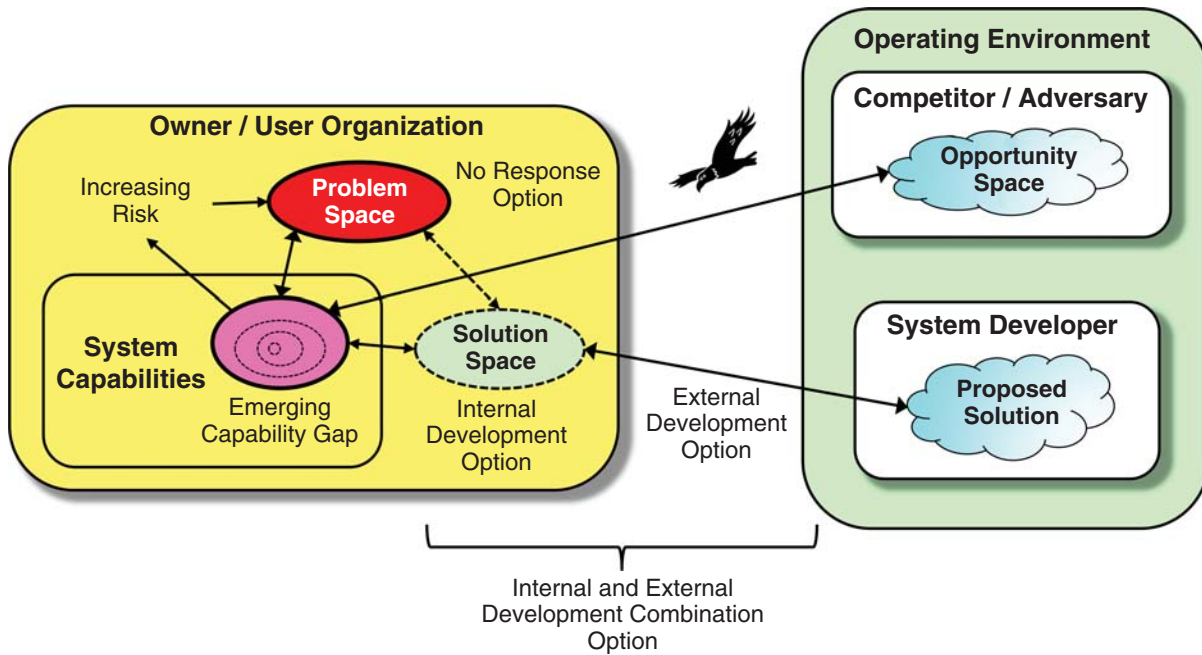 Owner / User Organization
Increasing
Risk
Problem
Space
No Response
Option
System
Capabilities
Emerging
Capability Gap
Solution
Space
Internal
Development
Option
External
Development
Option
Operating Environment
Competitor / Adversary
Opportunity
Space
System Developer
Proposed
Solution
Internal and External
Development Combination
Option